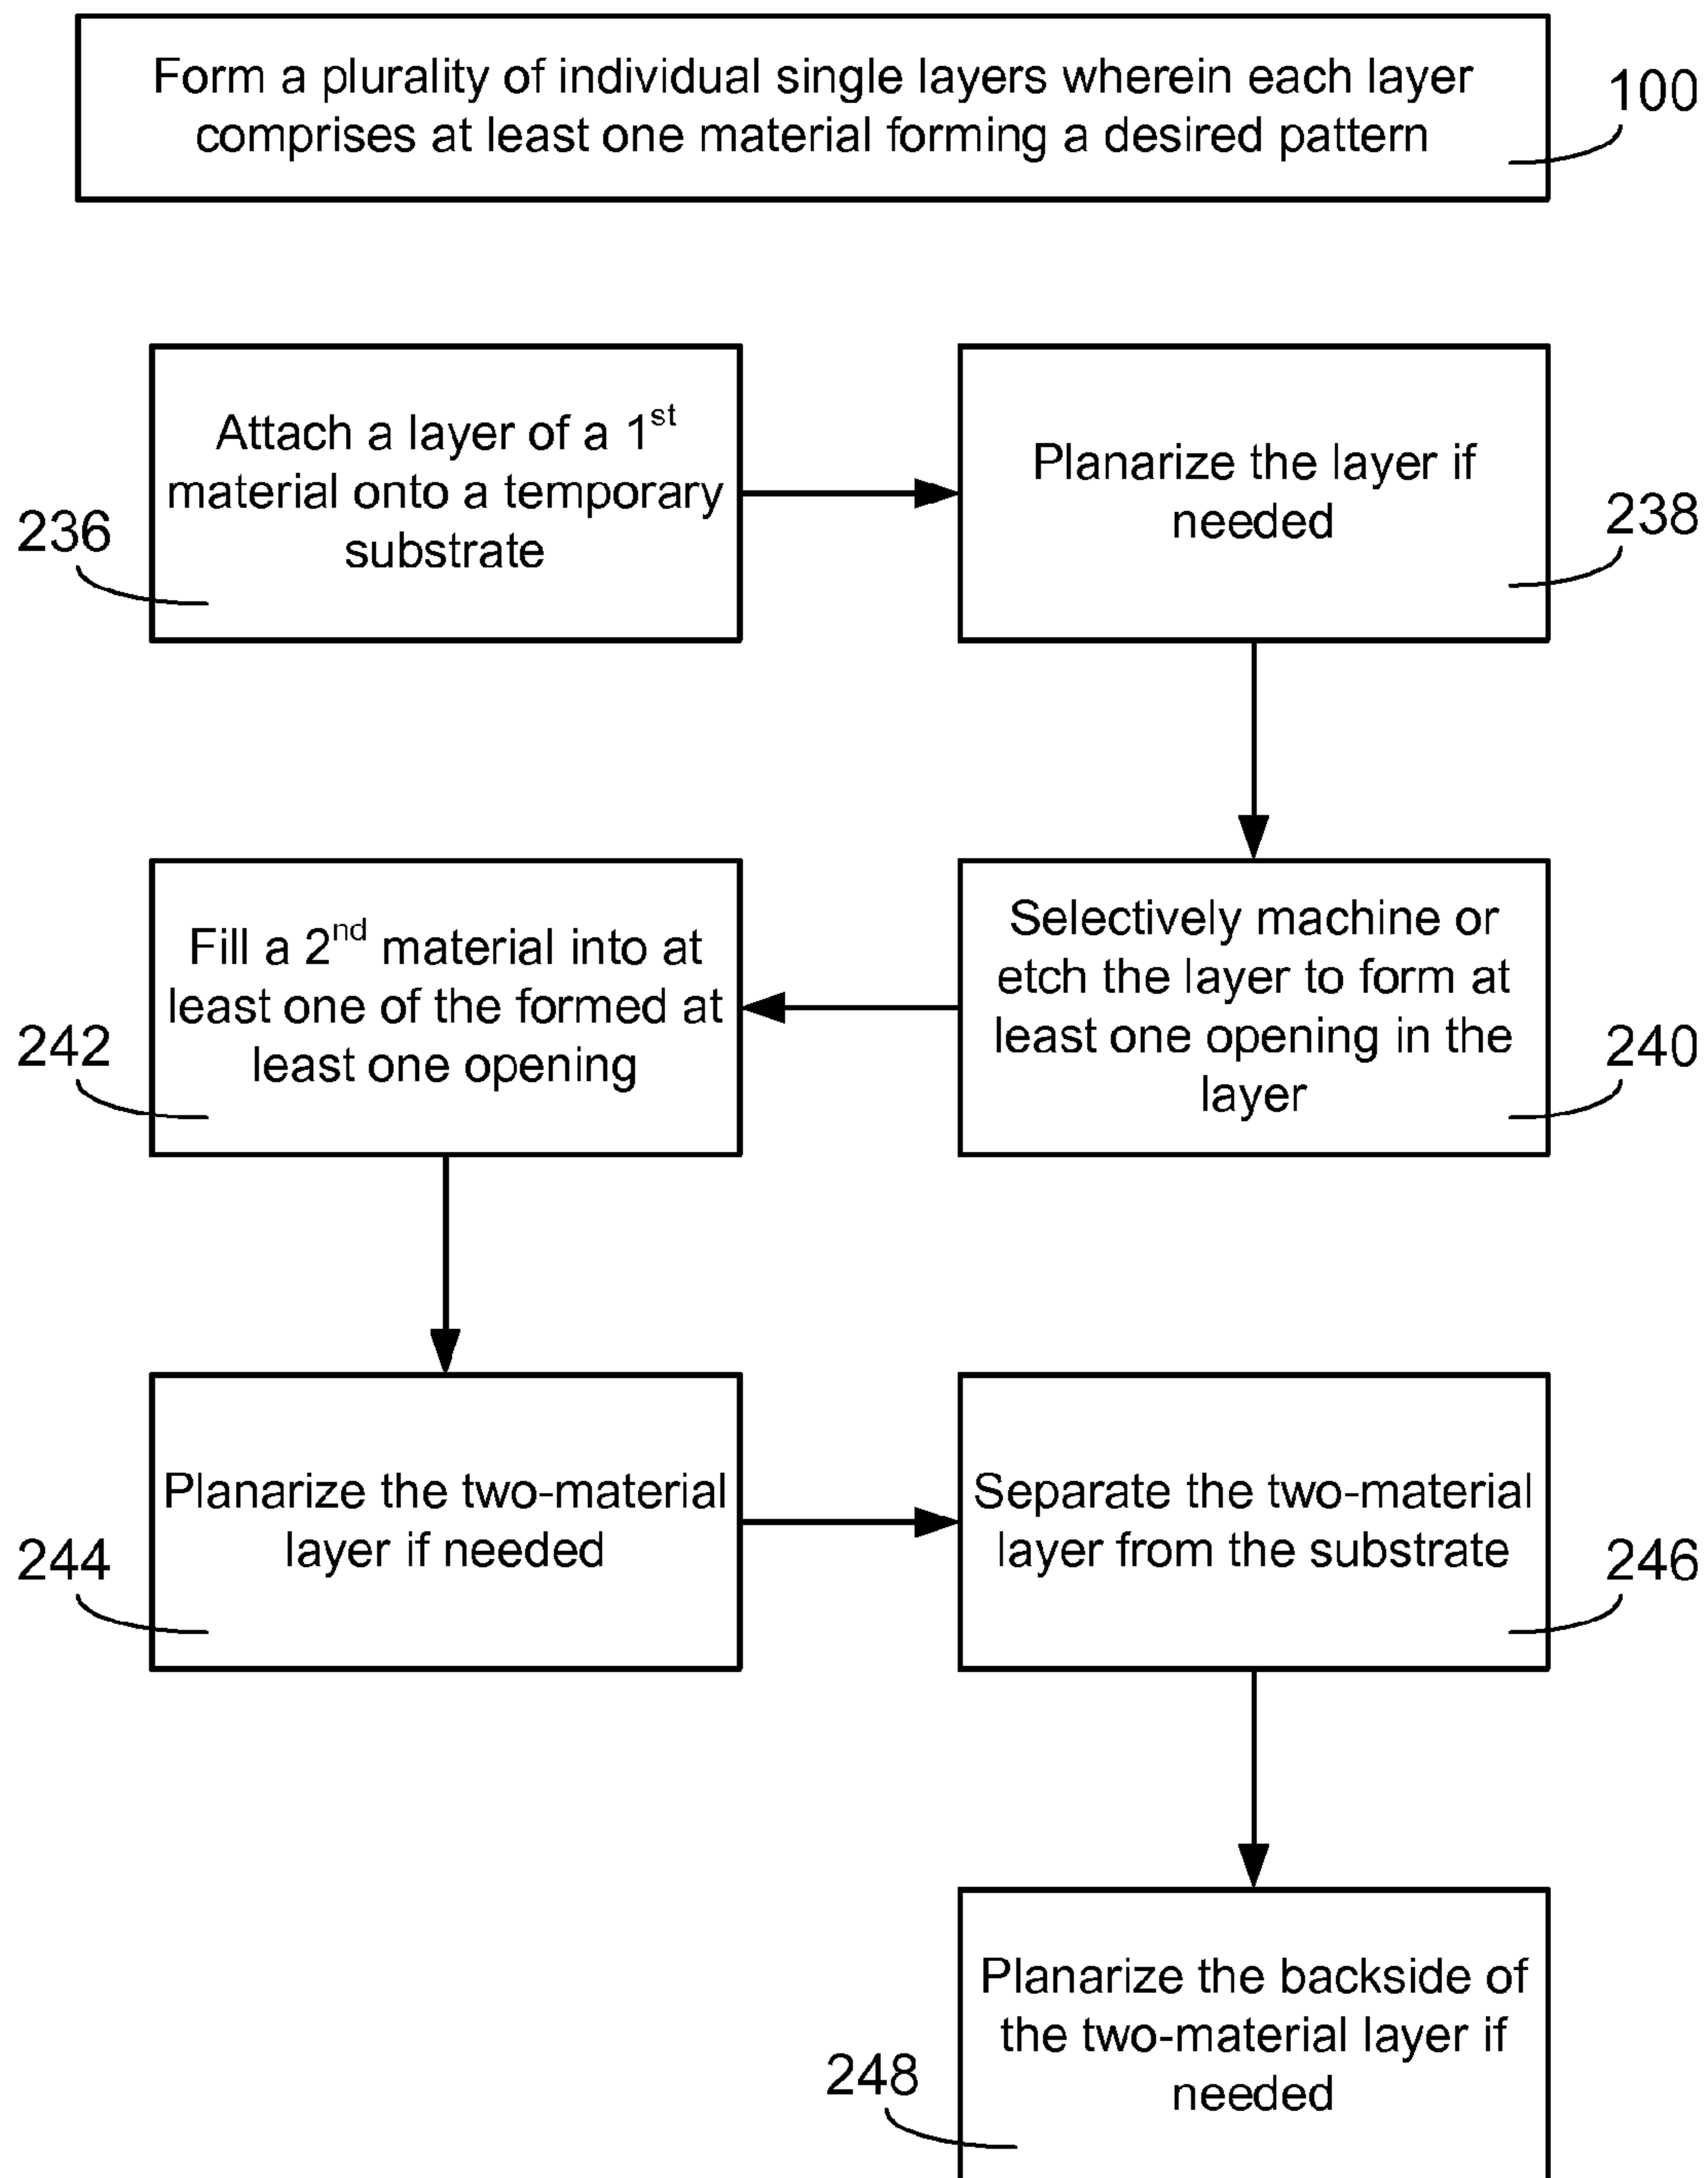 Form a plurality of individual single layers wherein each layer
comprises at least one material forming a desired pattern
100
Attach a layer of a 1st
material onto a temporary
substrate
236
Planarize the layer if
needed
238
Selectively machine or
etch the layer to form at
least one opening in the
layer
240
Fill a 2nd material into at
least one of the formed at
least one opening
242
Planarize the two-material
layer if needed
244
Separate the two-material
layer from the substrate
246
Planarize the backside of
the two-material layer if
needed
248